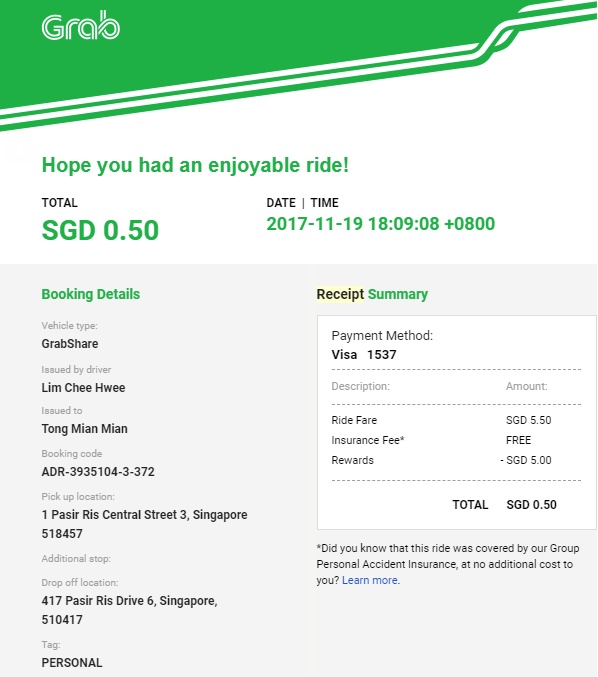 Grab
Hope you had an enjoyable ride!
TOTAL
SGD 0.50
DATE | TIME
2017-11-19 18:09:08 +0800
Booking Details
Vehicle type:
GrabShare
Issued by driver
Lim Chee Hwee
Issued to
Tong Mian Mian
Booking code
ADR-3935104-3-372
Pick up location:
1 Pasir Ris Central Street 3, Singapore
518457
Additional stop:
Drop off location:
417 Pasir Ris Drive 6, Singapore,
510417
Tag:
PERSONAL
Receipt Summary
Payment Method:
Visa 1537
Description: Amount:
Ride Fare SGD 5.50
Insurance Fee* FREE
Rewards - SGD 5.00
TOTAL SGD 0.50
*Did you know that this ride was covered by our Group
Personal Accident Insurance, at no additional cost to
you? Learn more.